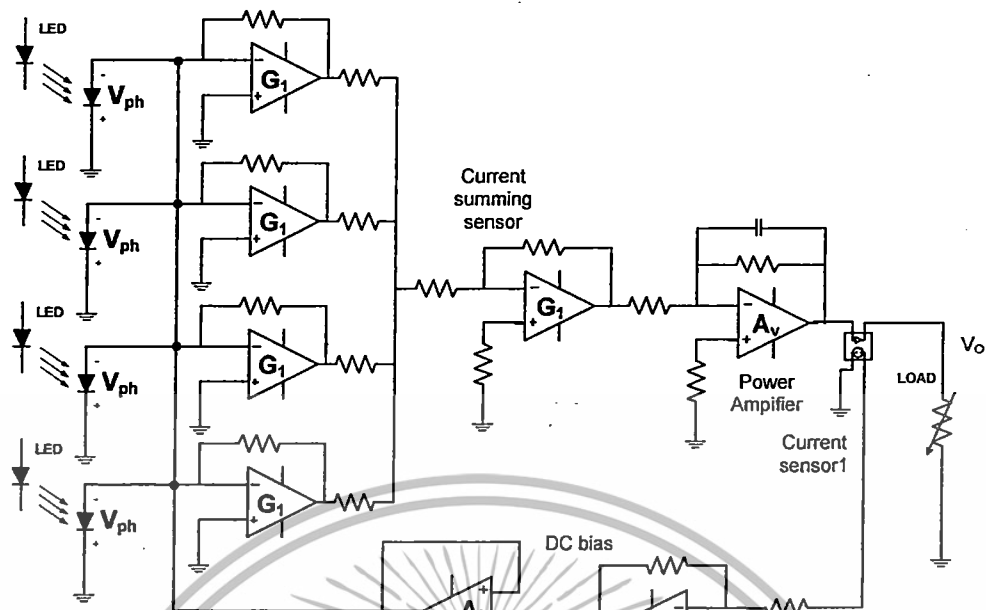 LED
- 
Vph
+
-
G1
+
LED
-
Vph
+
-
G1
+
LED
-
Vph
+
-
G1
+
LED
-
Vph
+
-
G1
+
Current
summing
sensor
-
G1
+
-
Av
+
Power
Ampifier
Current
sensor1
LOAD
Vo
DC bias
+
A
-